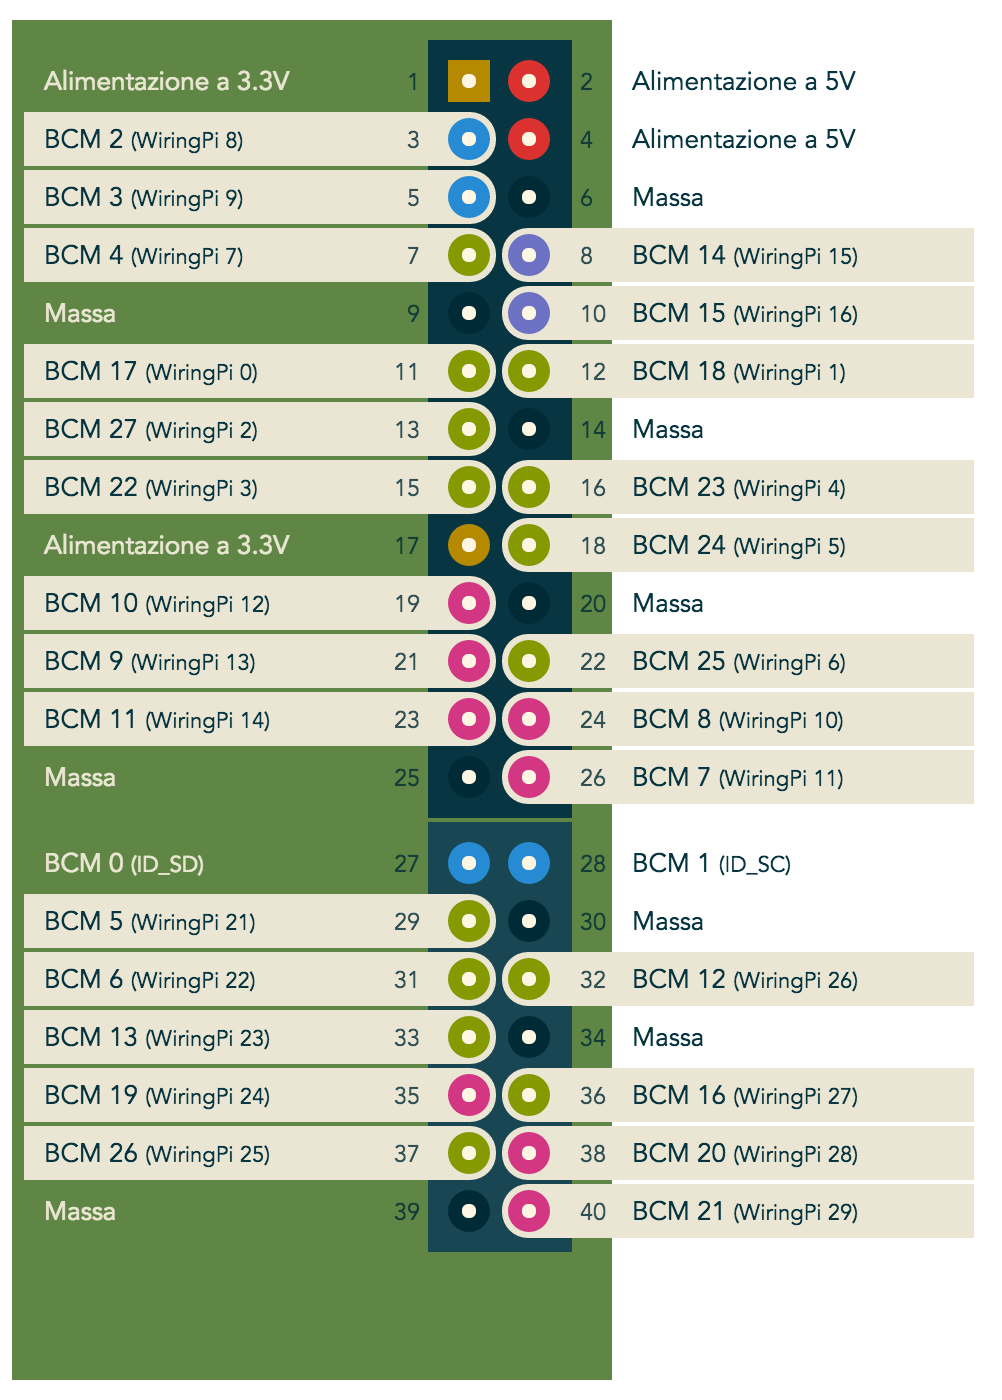 Alimentazione a 3.3V 1 2 Alimentazione a 5V
BCM 2 (WiringPi 8) 3 4 Alimentazione a 5V
BCM 3 (WiringPi 9) 5 6 Massa
BCM 4 (WiringPi 7) 7 8 BCM 14 (WiringPi 15)
Massa 9 10 BCM 15 (WiringPi 16)
BCM 17 (WiringPi 0) 11 12 BCM 18 (WiringPi 1)
BCM 27 (WiringPi 2) 13 14 Massa
BCM 22 (WiringPi 3) 15 16 BCM 23 (WiringPi 4)
Alimentazione a 3.3V 17 18 BCM 24 (WiringPi 5)
BCM 10 (WiringPi 12) 19 20 Massa
BCM 9 (WiringPi 13) 21 22 BCM 25 (WiringPi 6)
BCM 11 (WiringPi 14) 23 24 BCM 8 (WiringPi 10)
Massa 25 26 BCM 7 (WiringPi 11)
BCM 0 (ID_SD) 27 28 BCM 1 (ID_SC)
BCM 5 (WiringPi 21) 29 30 Massa
BCM 6 (WiringPi 22) 31 32 BCM 12 (WiringPi 26)
BCM 13 (WiringPi 23) 33 34 Massa
BCM 19 (WiringPi 24) 35 36 BCM 16 (WiringPi 27)
BCM 26 (WiringPi 25) 37 38 BCM 20 (WiringPi 28)
Massa 39 40 BCM 21 (WiringPi 29)